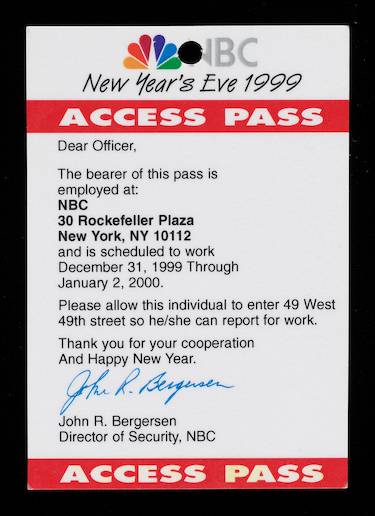 NBC
New Year's Eve 1999
ACCESS PASS
Dear Officer,
The bearer of this pass is
employed at:
NBC
30 Rockefeller Plaza
New York, NY 10112
and is scheduled to work
December 31, 1999 Through
January 2, 2000.
Please allow this individual to enter 49 West
49th street so he/she can report for work.
Thank you for your cooperation
And Happy New Year.
John R. Bergersen
John R. Bergersen
Director of Security, NBC
ACCESS PASS